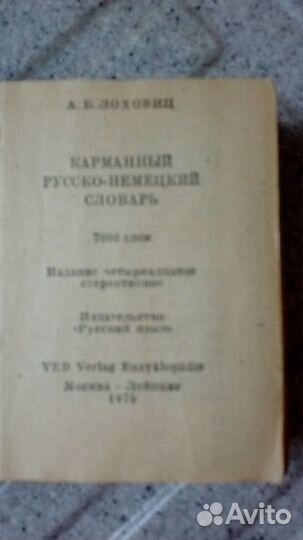 А. Б. ЛОХОВИЦ
КАРМАННЫЙ
РУССКО-НЕМЕЦКИЙ
СЛОВАРЬ
7000 слов
Издание четырнадцатое
стереотипное
Издательство
«Русский язык»
VEB Verlag Enzyklopädie
Москва - Лейпциг
1975
Avito